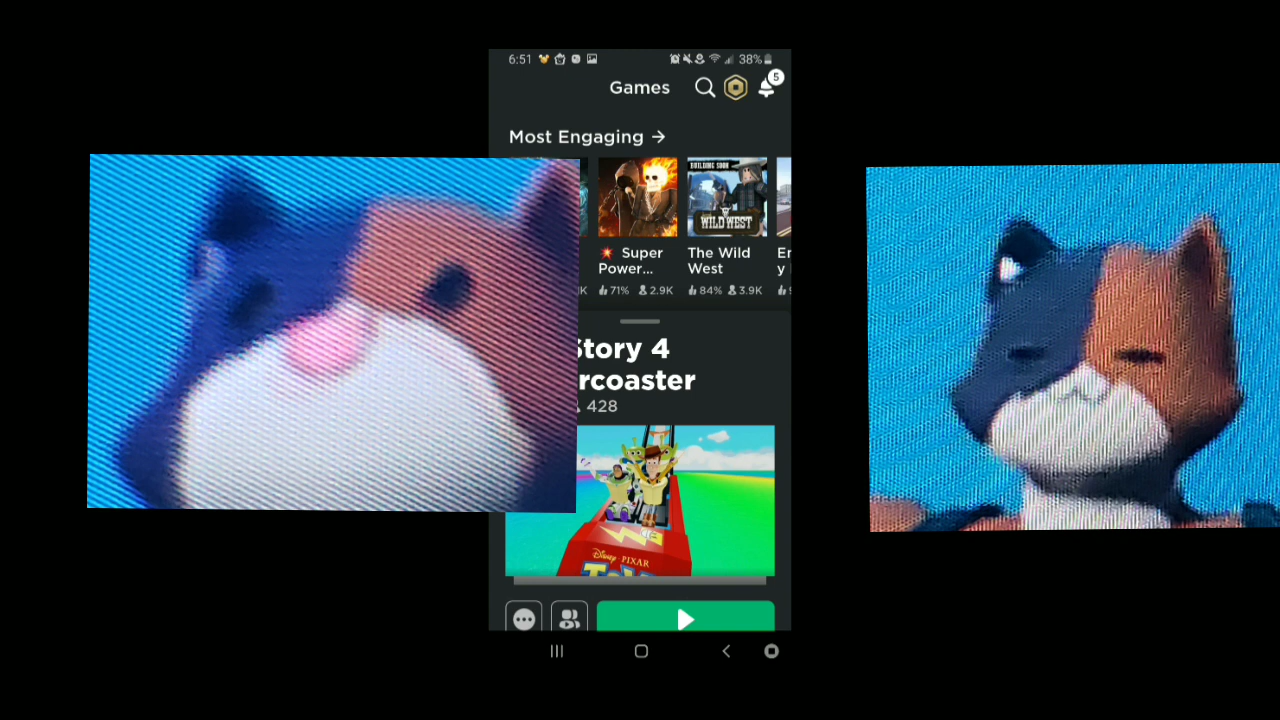 6:51
38%
Games
5
Most Engaging →
BUILDING SOON
WILD WEST
💥 Super
Power...
The Wild
West
K
71%
2.9K
84%
3.9K
Story 4
rcoaster
428
Disney PIXAR